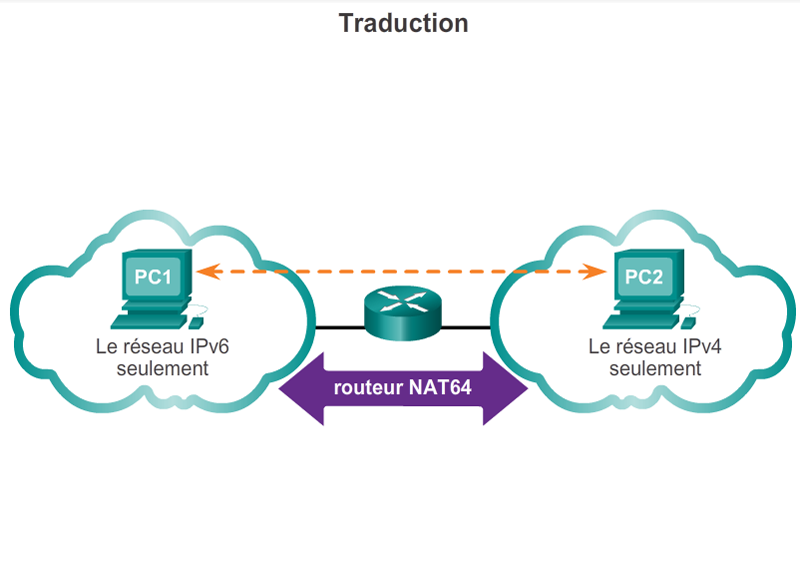 Traduction
PC1
PC2
Le réseau IPv6
seulement
Le réseau IPv4
seulement
routeur NAT64